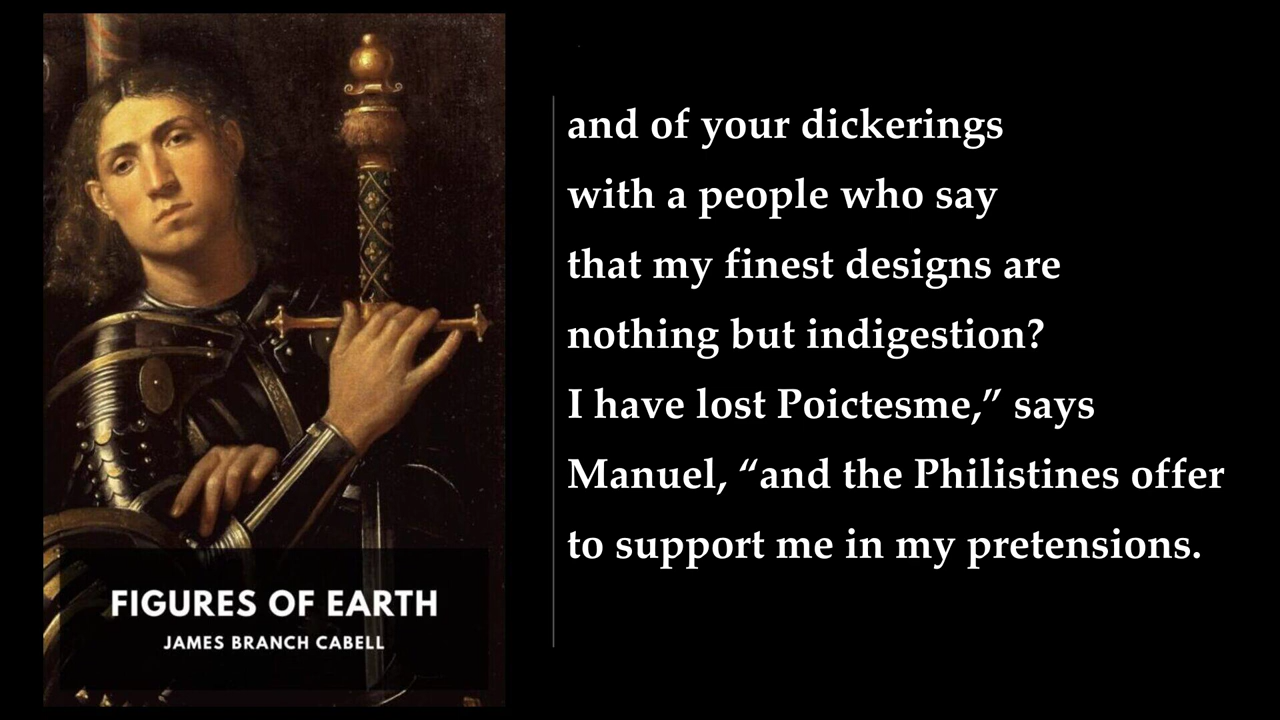 FIGURES OF EARTH
JAMES BRANCH CABELL
and of your dickerings
with a people who say
that my finest designs are
nothing but indigestion?
I have lost Poictesme,” says
Manuel, “and the Philistines offer
to support me in my pretensions.